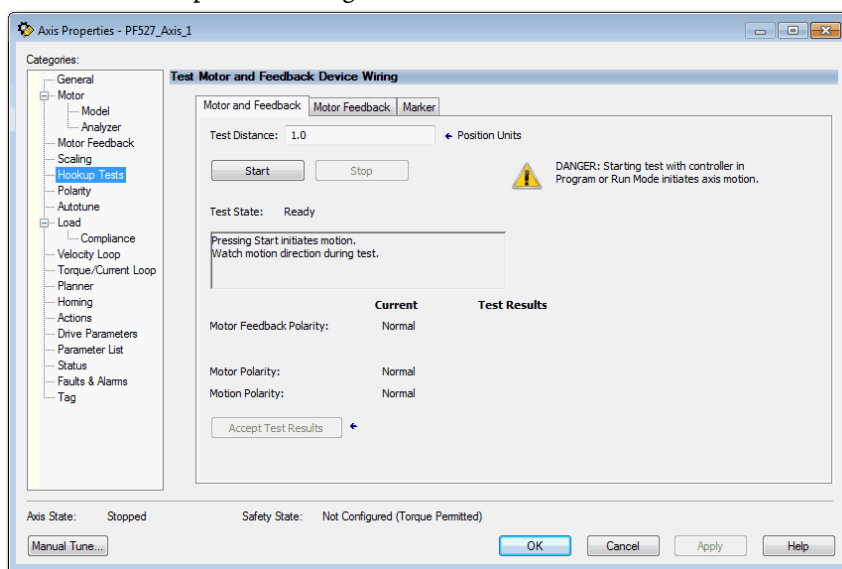 Axis Properties - PF527_Axis_1
Categories:
General
Motor
Model
Analyzer
Motor Feedback
Scaling
Hookup Tests
Polarity
Autotune
Load
Compliance
Velocity Loop
Torque/Current Loop
Planner
Homing
Actions
Drive Parameters
Parameter List
Status
Faults & Alarms
Tag
Test Motor and Feedback Device Wiring
Motor and Feedback Motor Feedback Marker
Test Distance: 1.0 Position Units
Start Stop
DANGER: Starting test with controller in
Program or Run Mode initiates axis motion.
Test State: Ready
Pressing Start initiates motion.
Watch motion direction during test.
Current Test Results
Motor Feedback Polarity: Normal
Motor Polarity: Normal
Motion Polarity: Normal
Accept Test Results
Axis State: Stopped Safety State: Not Configured (Torque Permitted)
Manual Tune... OK Cancel Apply Help